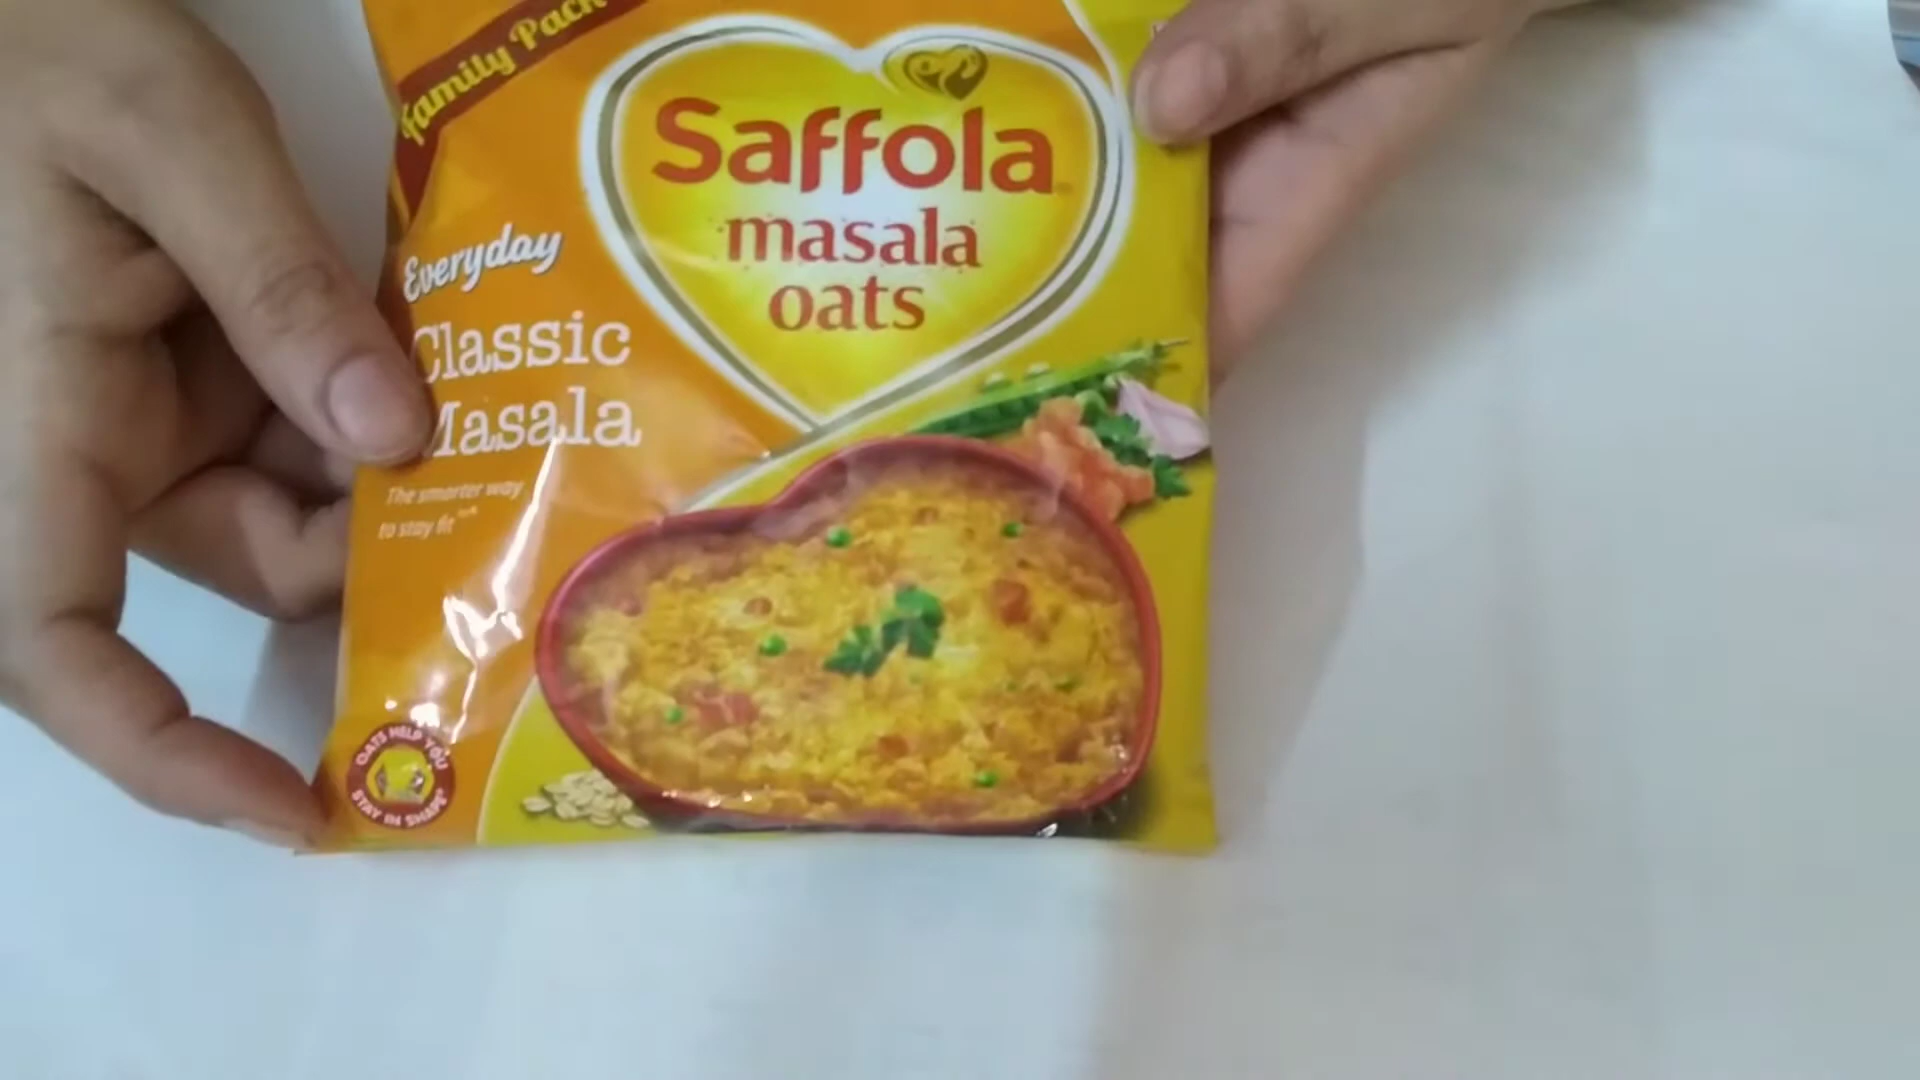 Family Pack
Saffola
masala
oats
Everyday
Classic
Masala
The smarter way
to stay fit
OATS HELP YOU
STAY IN SHAPE